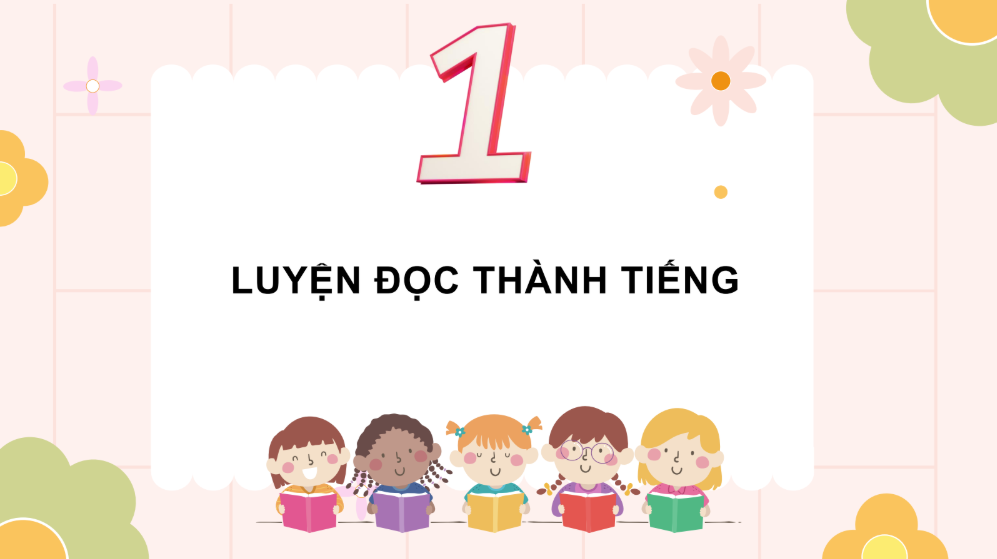 1
LUYỆN ĐỌC THÀNH TIẾNG